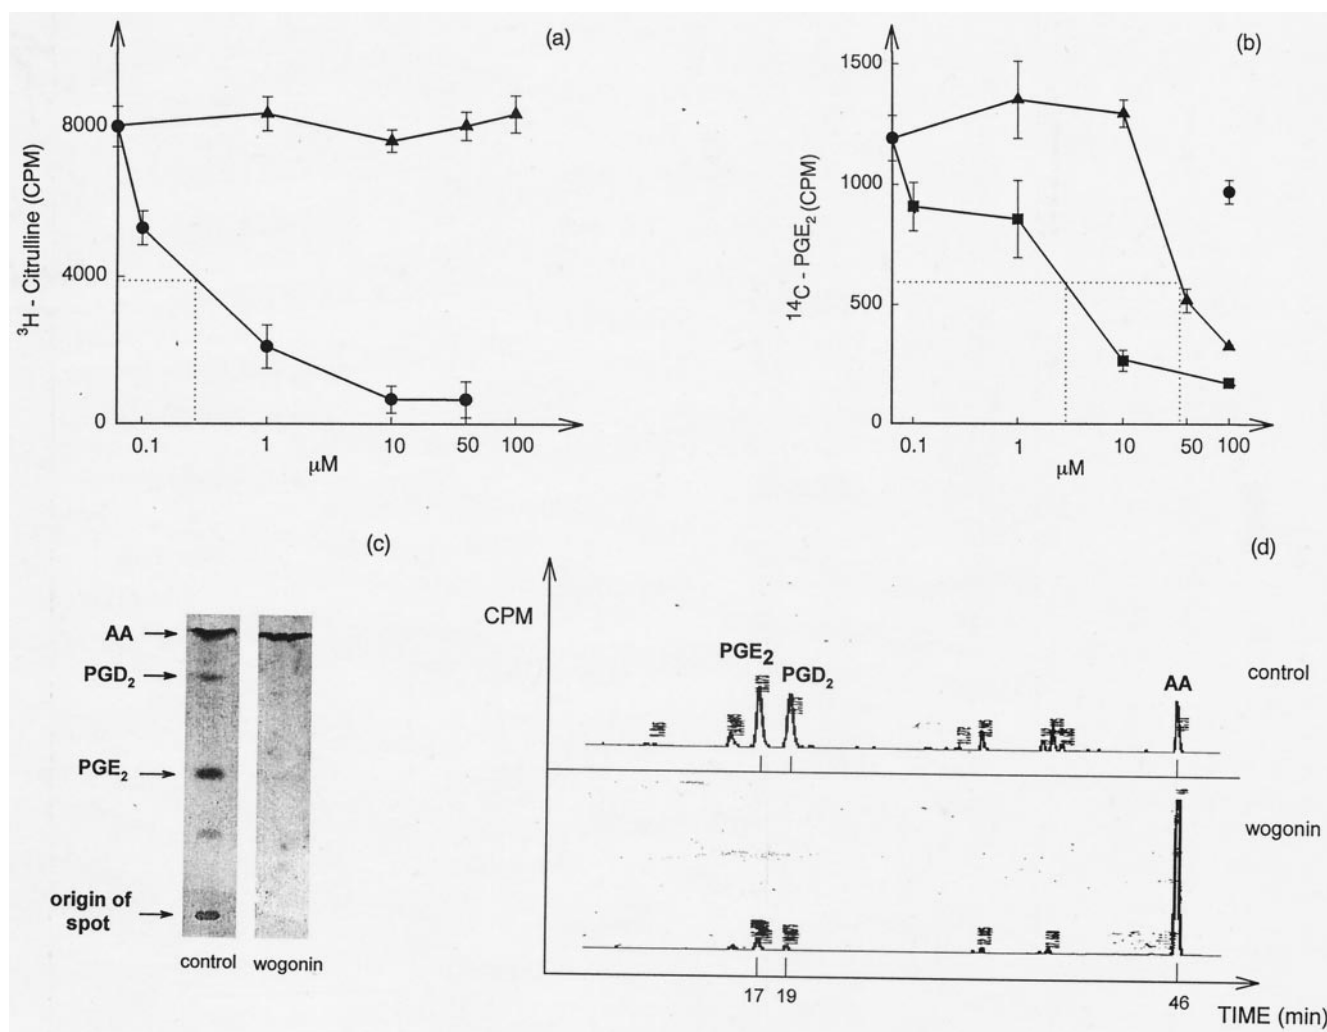 (a)
8000
4000
0
³H - Citrulline (CPM)
0.1 1 10 50 100
μM
(b)
1500
1000
500
0
¹⁴C - PGE₂ (CPM)
0.1 1 10 50 100
μM
(c)
AA
PGD₂
PGE₂
origin of
spot
control wogonin
(d)
CPM
PGE₂
PGD₂
AA
control
wogonin
17 19 46
TIME (min)